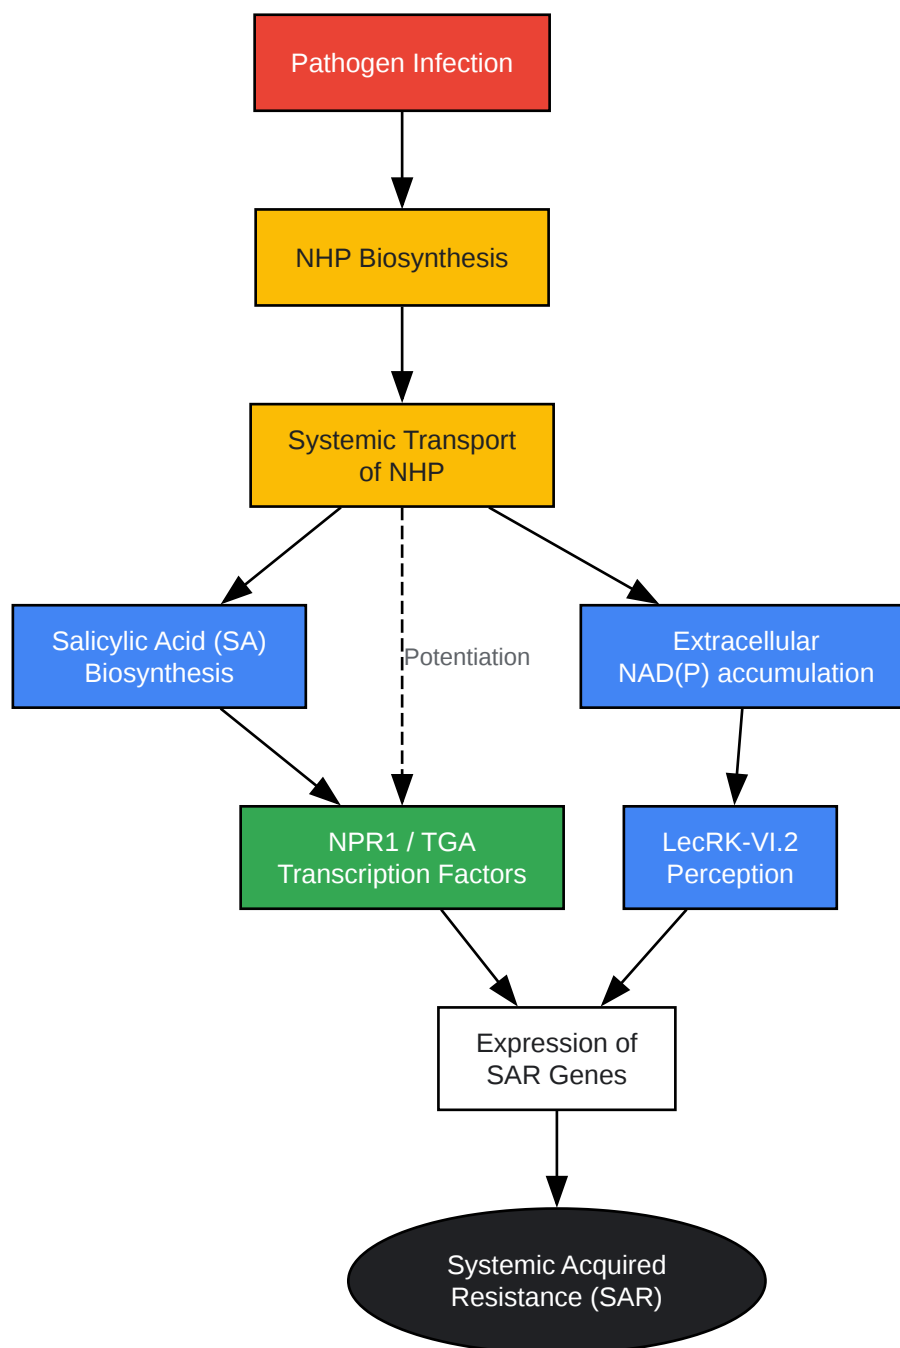 Pathogen Infection
NHP Biosynthesis
Systemic Transport
of NHP
Salicylic Acid (SA)
Biosynthesis
Potentiation
Extracellular
NAD(P) accumulation
NPR1 / TGA
Transcription Factors
LecRK-VI.2
Perception
Expression of
SAR Genes
Systemic Acquired
Resistance (SAR)